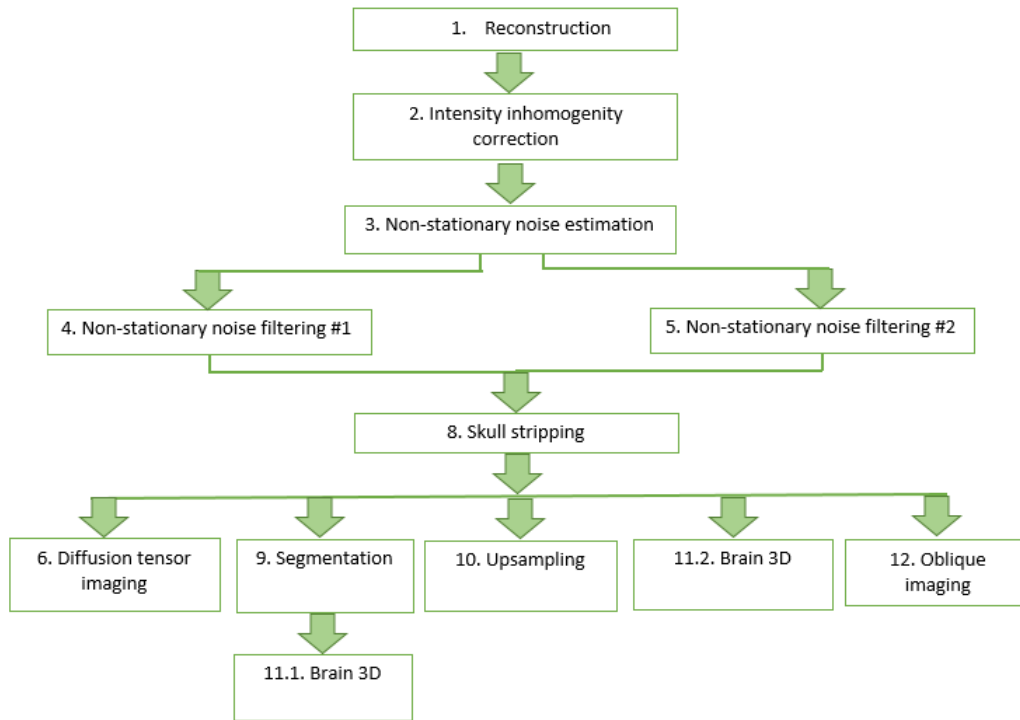 1. Reconstruction
2. Intensity inhomogenity
correction
3. Non-stationary noise estimation
4. Non-stationary noise filtering #1
5. Non-stationary noise filtering #2
8. Skull stripping
6. Diffusion tensor
imaging
9. Segmentation
10. Upsampling
11.2. Brain 3D
12. Oblique
imaging
11.1. Brain 3D